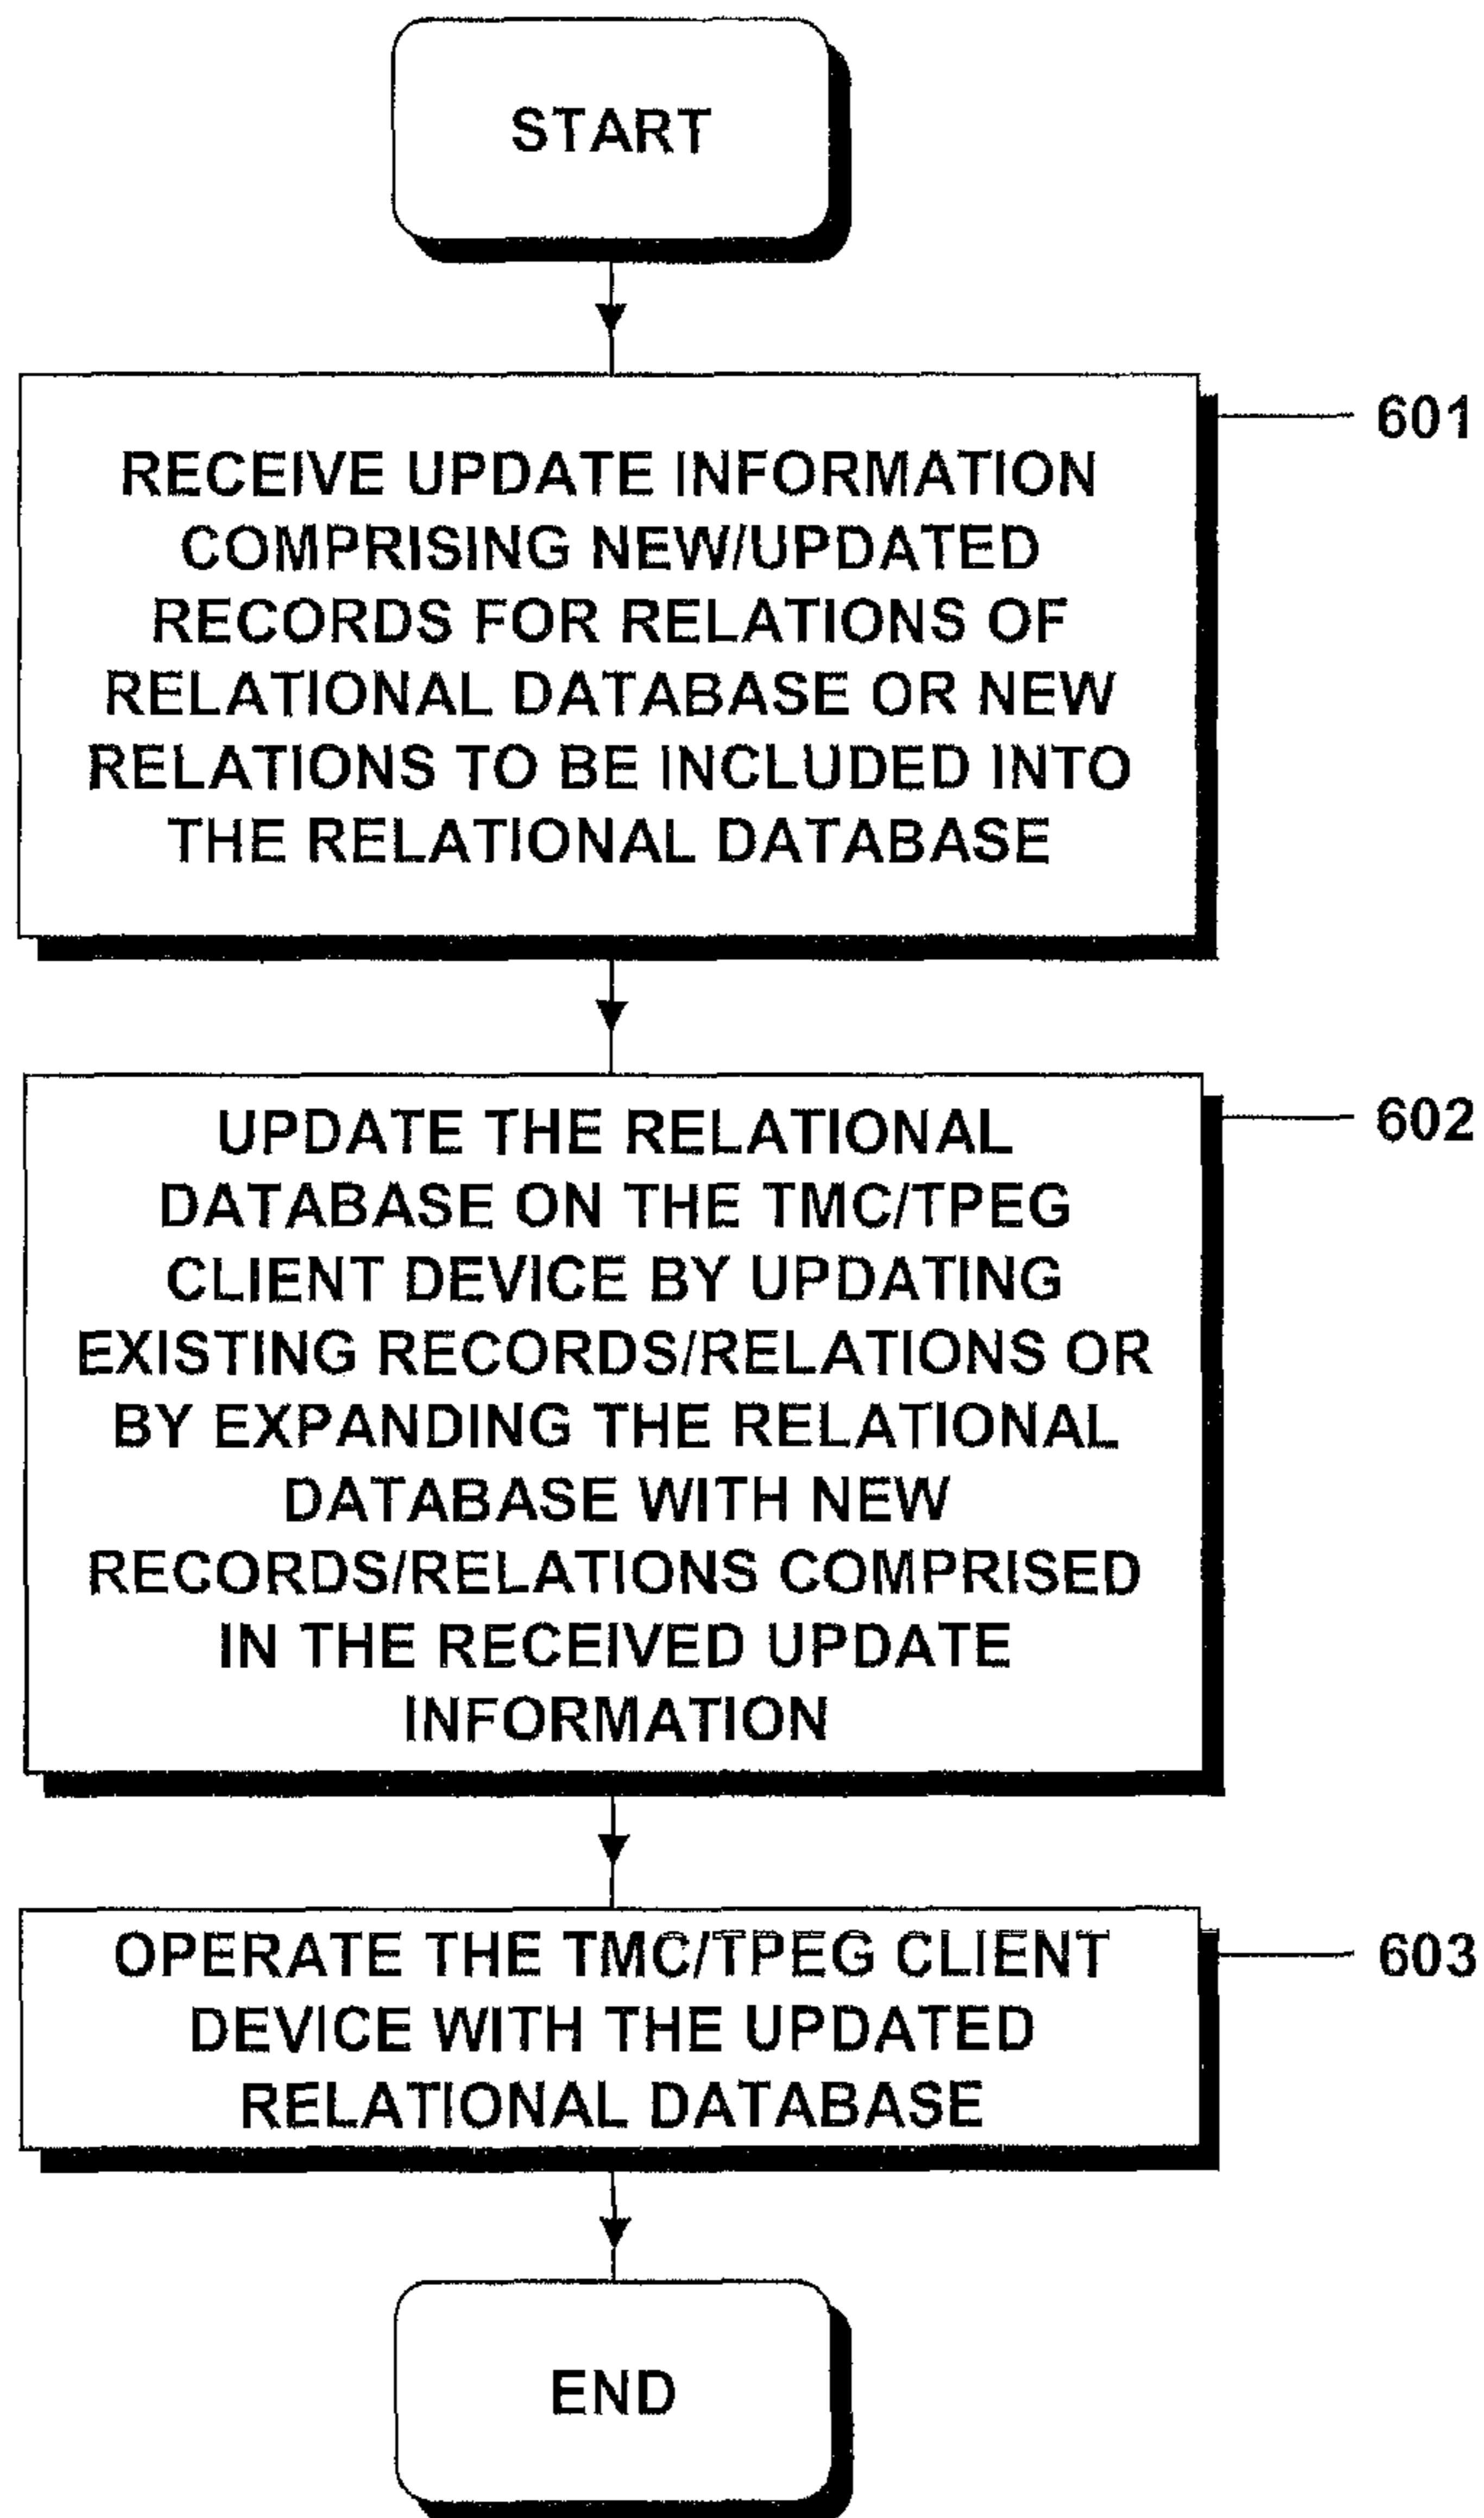 START
601
RECEIVE UPDATE INFORMATION
COMPRISING NEW/UPDATED
RECORDS FOR RELATIONS OF
RELATIONAL DATABASE OR NEW
RELATIONS TO BE INCLUDED INTO
THE RELATIONAL DATABASE
602
UPDATE THE RELATIONAL
DATABASE ON THE TMC/TPEG
CLIENT DEVICE BY UPDATING
EXISTING RECORDS/RELATIONS OR
BY EXPANDING THE RELATIONAL
DATABASE WITH NEW
RECORDS/RELATIONS COMPRISED
IN THE RECEIVED UPDATE
INFORMATION
603
OPERATE THE TMC/TPEG CLIENT
DEVICE WITH THE UPDATED
RELATIONAL DATABASE
END